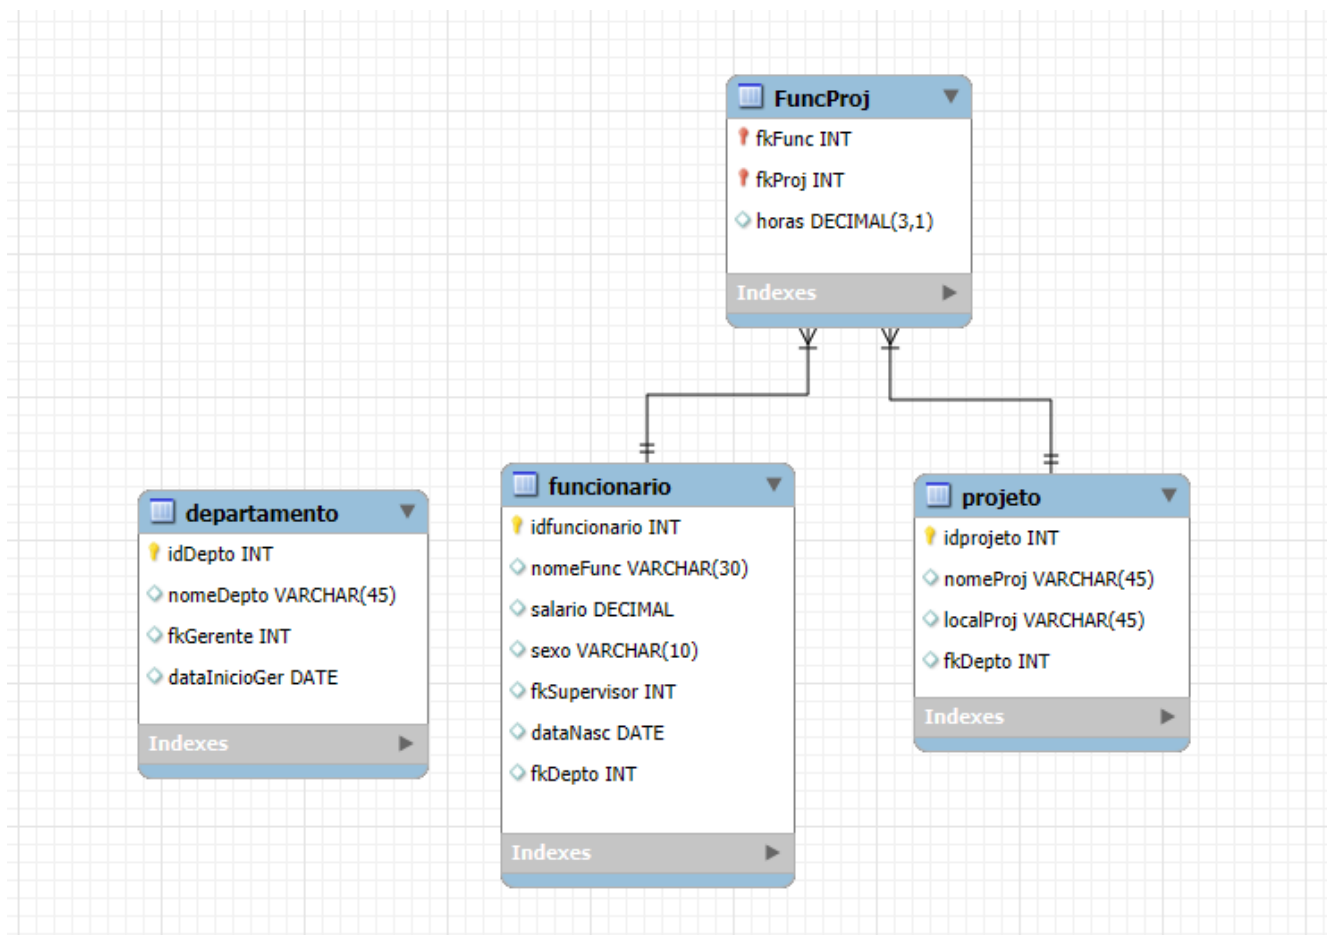 FuncProj
fkFunc INT
fkProj INT
horas DECIMAL(3,1)
Indexes
departamento
idDepto INT
nomeDepto VARCHAR(45)
fkGerente INT
dataInicioGer DATE
Indexes
funcionario
idfuncionario INT
nomeFunc VARCHAR(30)
salario DECIMAL
sexo VARCHAR(10)
fkSupervisor INT
dataNasc DATE
fkDepto INT
Indexes
projeto
idprojeto INT
nomeProj VARCHAR(45)
localProj VARCHAR(45)
fkDepto INT
Indexes